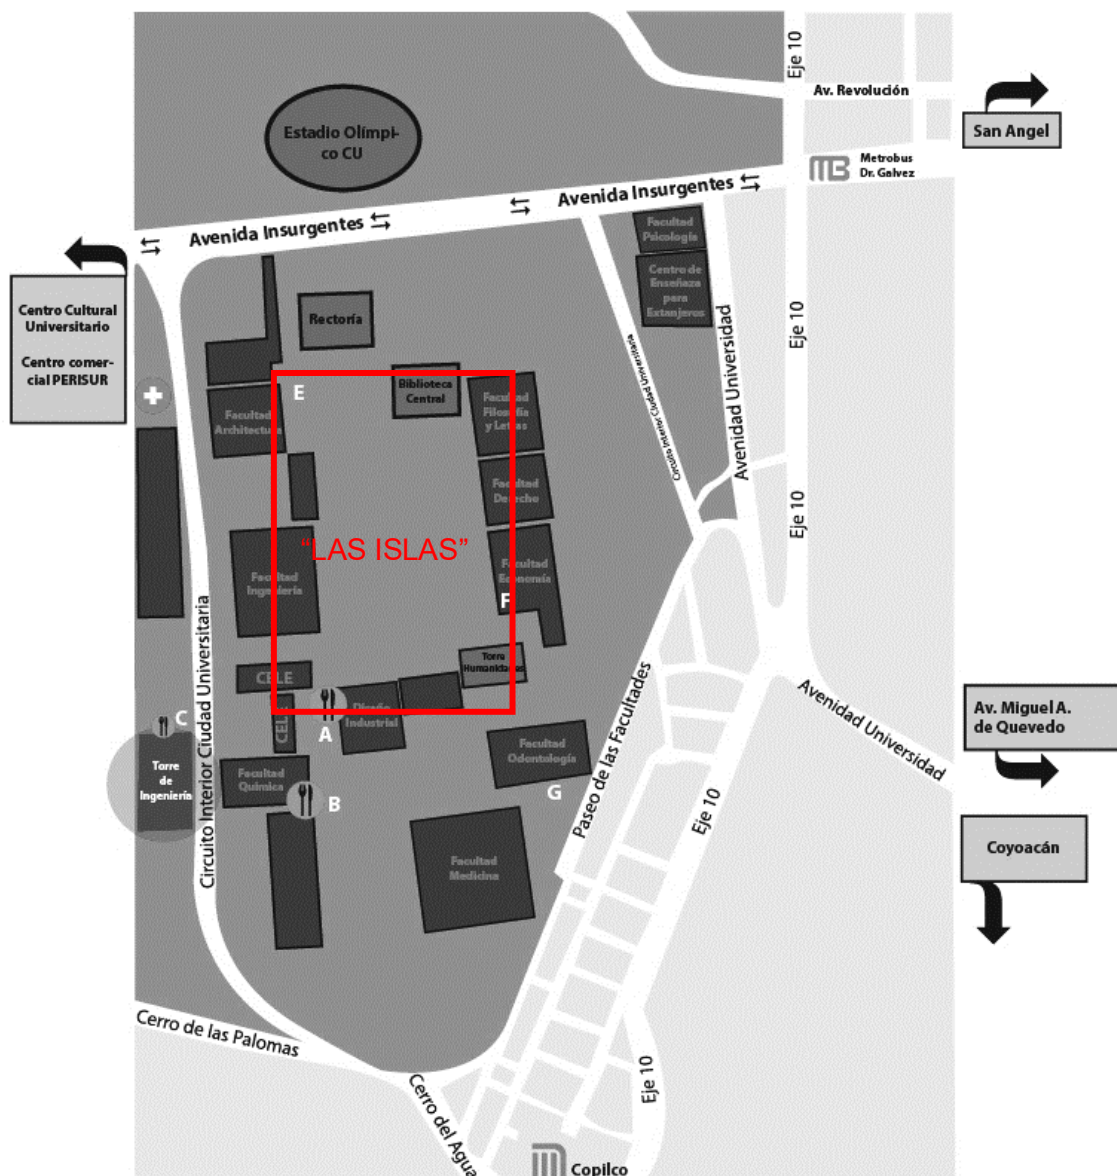 Eje 10
Av. Revolución
San Angel
Estadio Olímpi-
co CU
Metrobus
Dr. Galvez
Avenida Insurgentes
Avenida Insurgentes
Facultad
Psicología
Centro de
Enseñaza
para
Extanjeros
Centro Cultural
Universitario
Centro comer-
cial PERISUR
Rectoría
Eje 10
Avenidad Universidad
Circuito Interior Ciudad Universitaria
E
Biblioteca
Central
Facultad
Filosofía
y Letras
Facultad
Architectura
Facultad
Derecho
Eje 10
"LAS ISLAS"
Facultad
Ingeniería
Facultad
Economía
F
Circuito Interior Ciudad Universitaria
Torre
Humanidades
CELE
CELE
Paseo de las Facultades
Avenidad Universidad
Av. Miguel A.
de Quevedo
C
A
Diseño
Industrial
Facultad
Odontología
G
Torre
de
Ingeniería
Facultad
Química
B
Eje 10
Coyoacán
Facultad
Medicina
Cerro de las Palomas
Cerro del Agua
Eje 10
Copilco